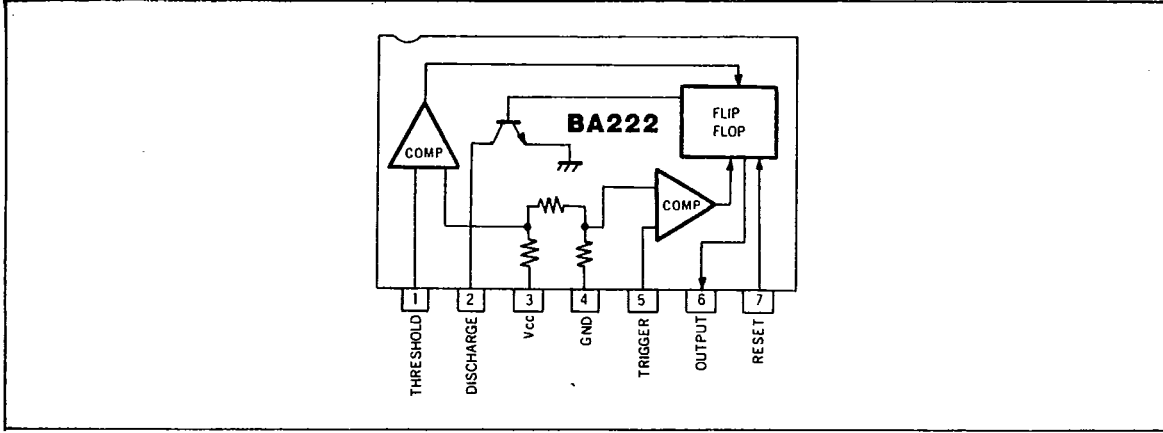 BA222
FLIP
FLOP
COMP
COMP
1
2
3
4
5
6
7
THRESHOLD
DISCHARGE
Vcc
GND
TRIGGER
OUTPUT
RESET